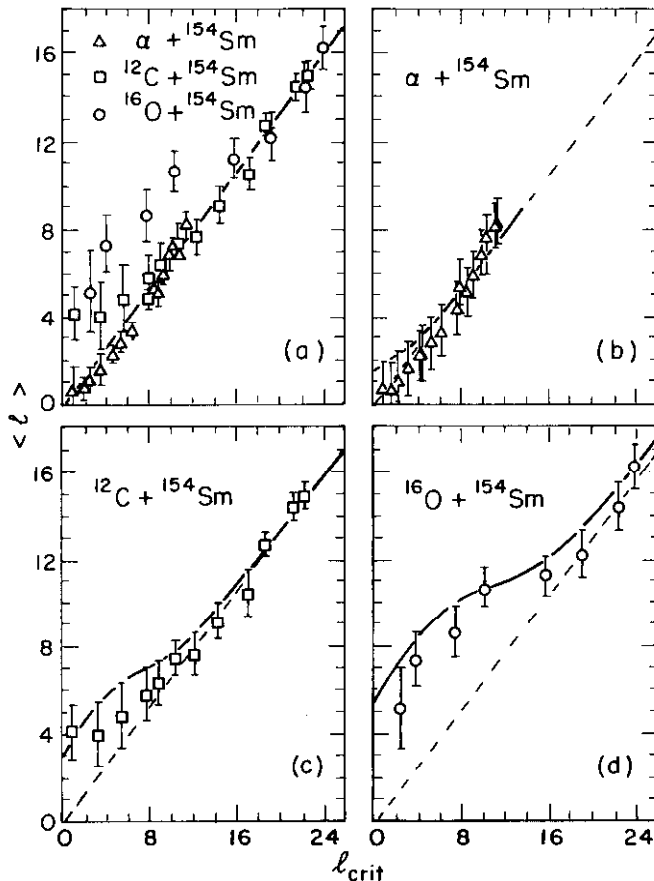 16
12
8
4
0
△ α + ¹⁵⁴Sm
□ ¹²C + ¹⁵⁴Sm
○ ¹⁶O + ¹⁵⁴Sm
(a)
α + ¹⁵⁴Sm
(b)
< ℓ >
16
12
8
4
0
¹²C + ¹⁵⁴Sm
(c)
0 8 16 24
¹⁶O + ¹⁵⁴Sm
(d)
0 8 16 24
ℓcrit